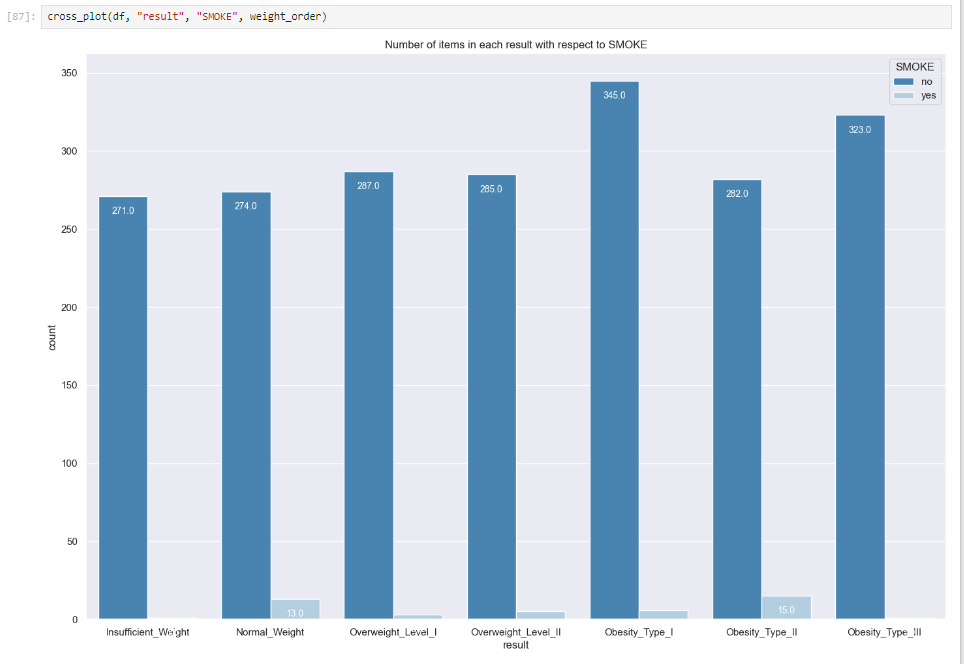 [87]: cross_plot(df, "result", "SMOKE", weight_order)
Number of items in each result with respect to SMOKE
SMOKE
no
yes
count
350
300
250
200
150
100
50
0
271.0
274.0
13.0
287.0
285.0
345.0
282.0
15.0
323.0
Insufficient_Weight
Normal_Weight
Overweight_Level_I
Overweight_Level_II
Obesity_Type_I
Obesity_Type_II
Obesity_Type_III
result